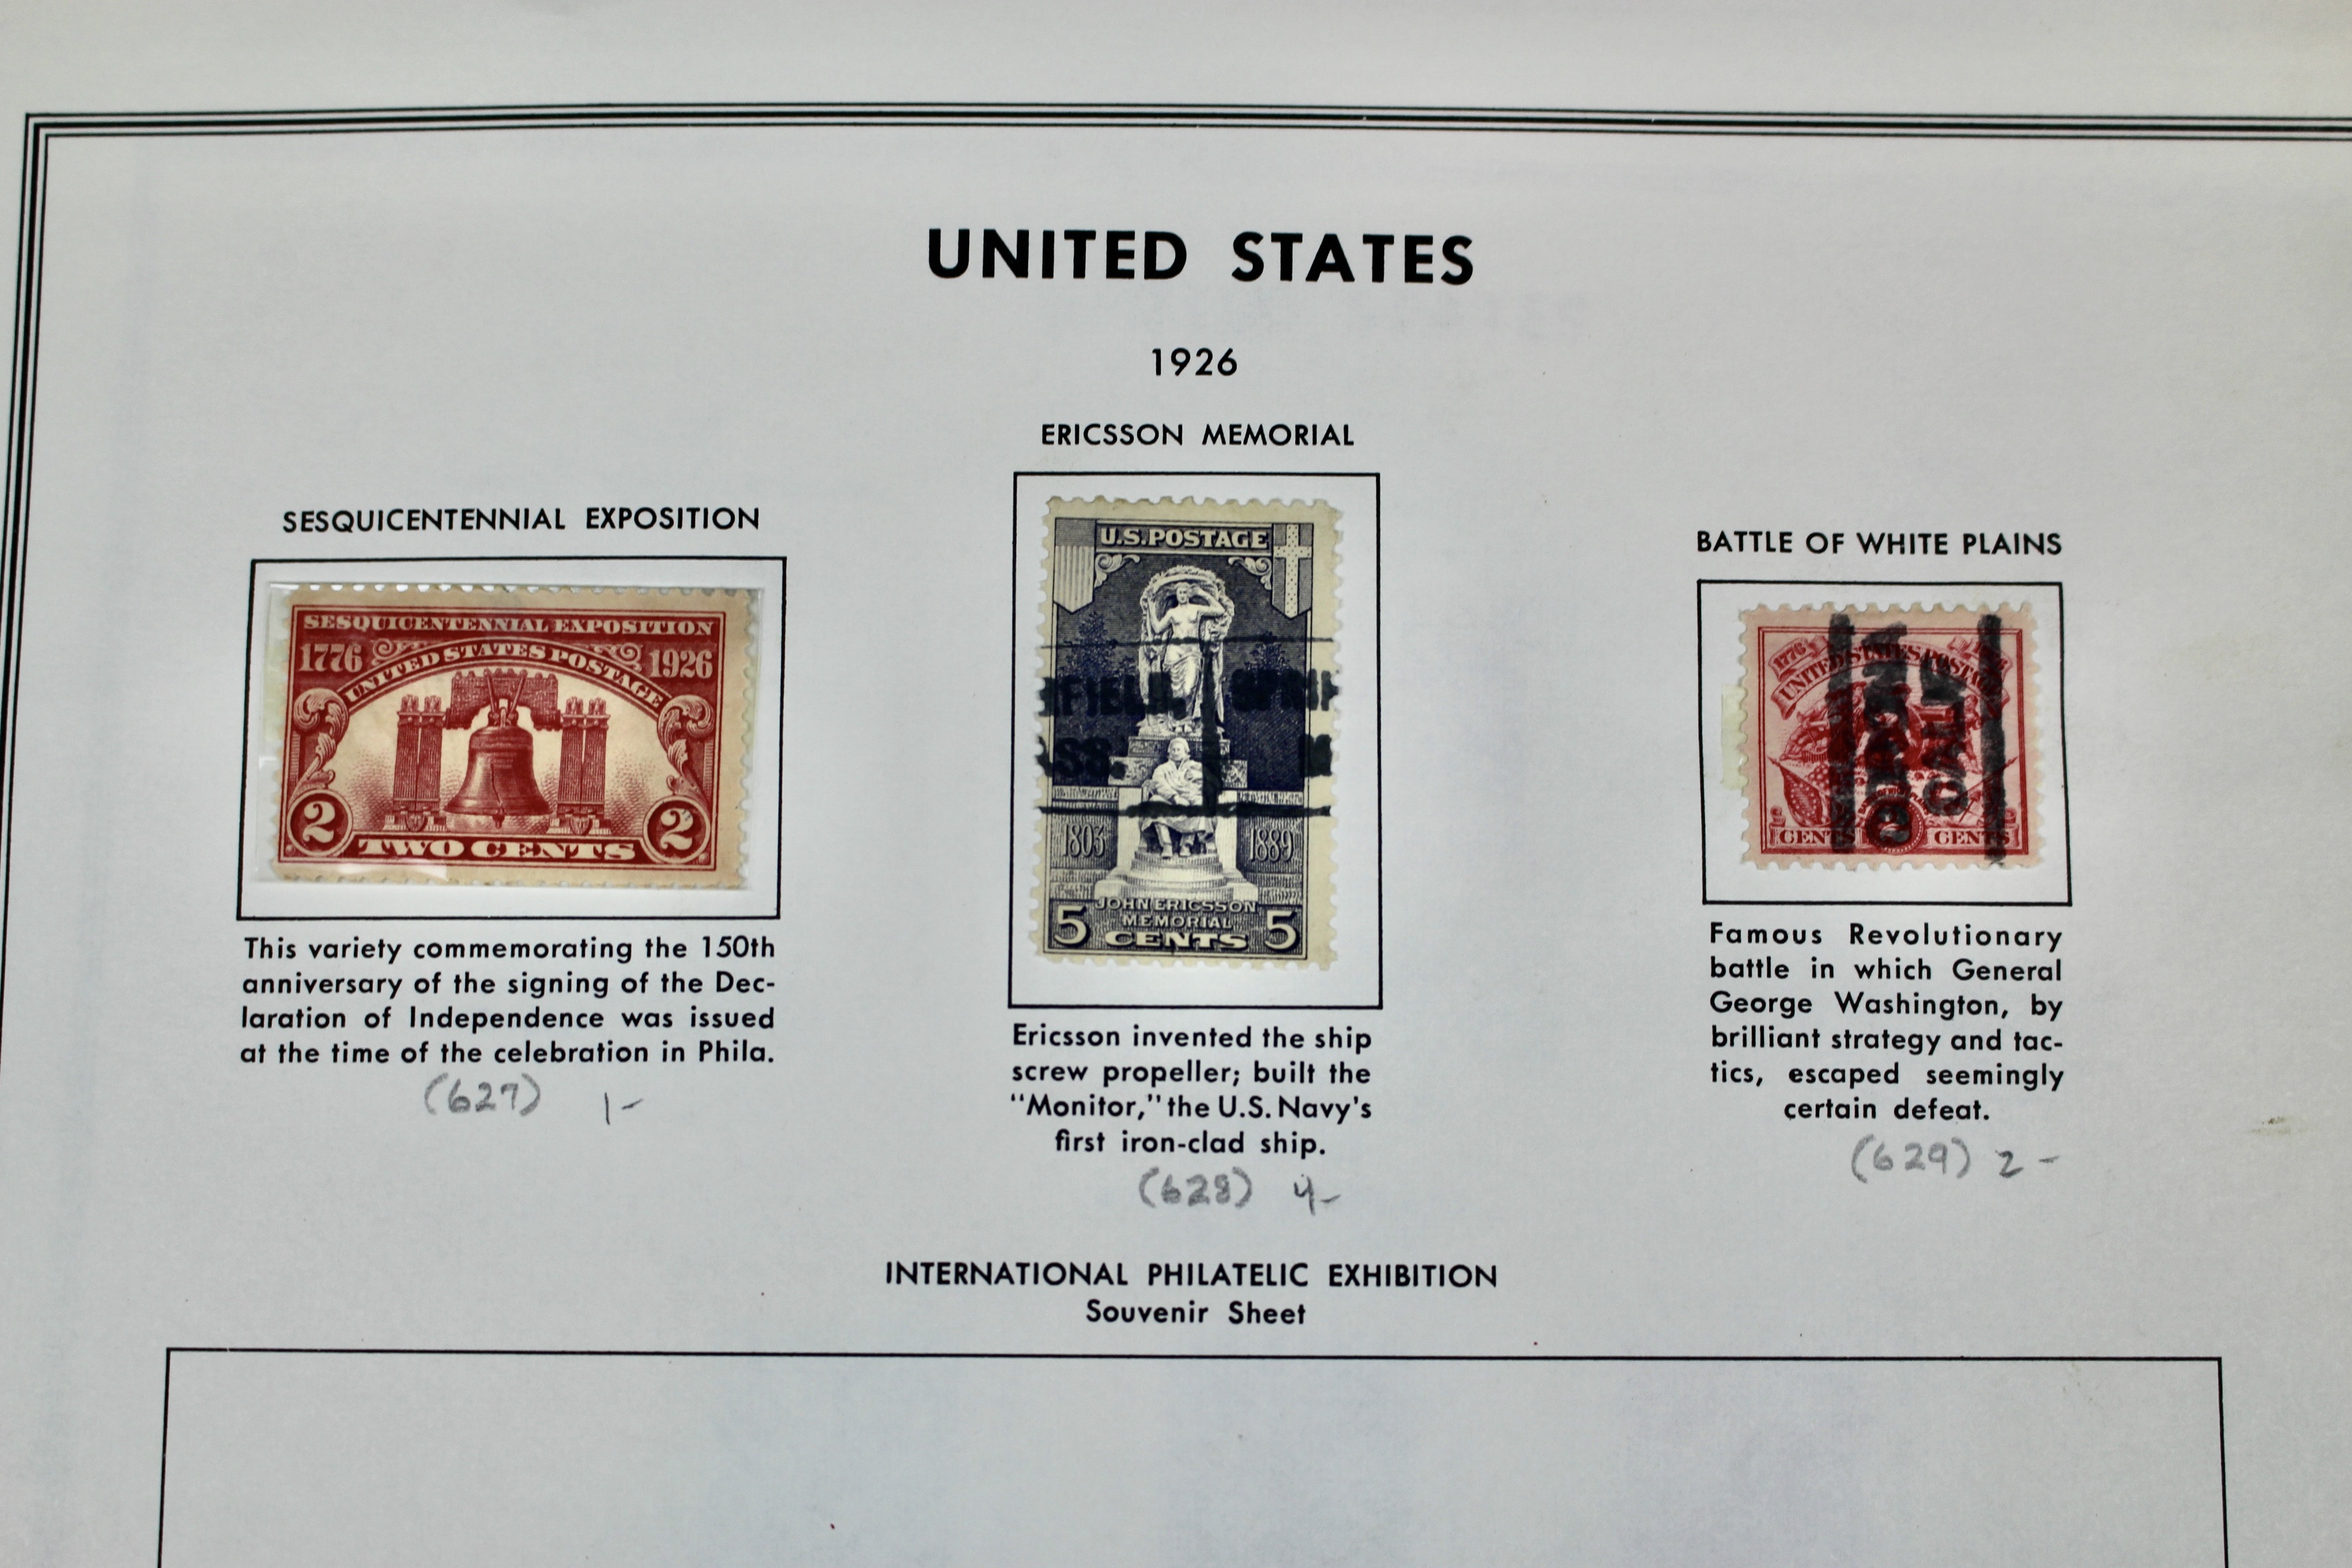 UNITED STATES
1926
ERICSSON MEMORIAL
SESQUICENTENNIAL EXPOSITION
BATTLE OF WHITE PLAINS
SESQUICENTENNIAL EXPOSITION
1776 1926
UNITED STATES POSTAGE
2 2
TWO CENTS
U.S.POSTAGE
1803 1889
JOHN ERICSSON
MEMORIAL
5 CENTS 5
1776
UNITED STATES POSTAGE
CENTS 2 CENTS
CALIF
This variety commemorating the 150th
anniversary of the signing of the Dec-
laration of Independence was issued
at the time of the celebration in Phila.
(627) 1-
Ericsson invented the ship
screw propeller; built the
"Monitor," the U.S. Navy's
first iron-clad ship.
(628) 4-
Famous Revolutionary
battle in which General
George Washington, by
brilliant strategy and tac-
tics, escaped seemingly
certain defeat.
(629) 2-
INTERNATIONAL PHILATELIC EXHIBITION
Souvenir Sheet